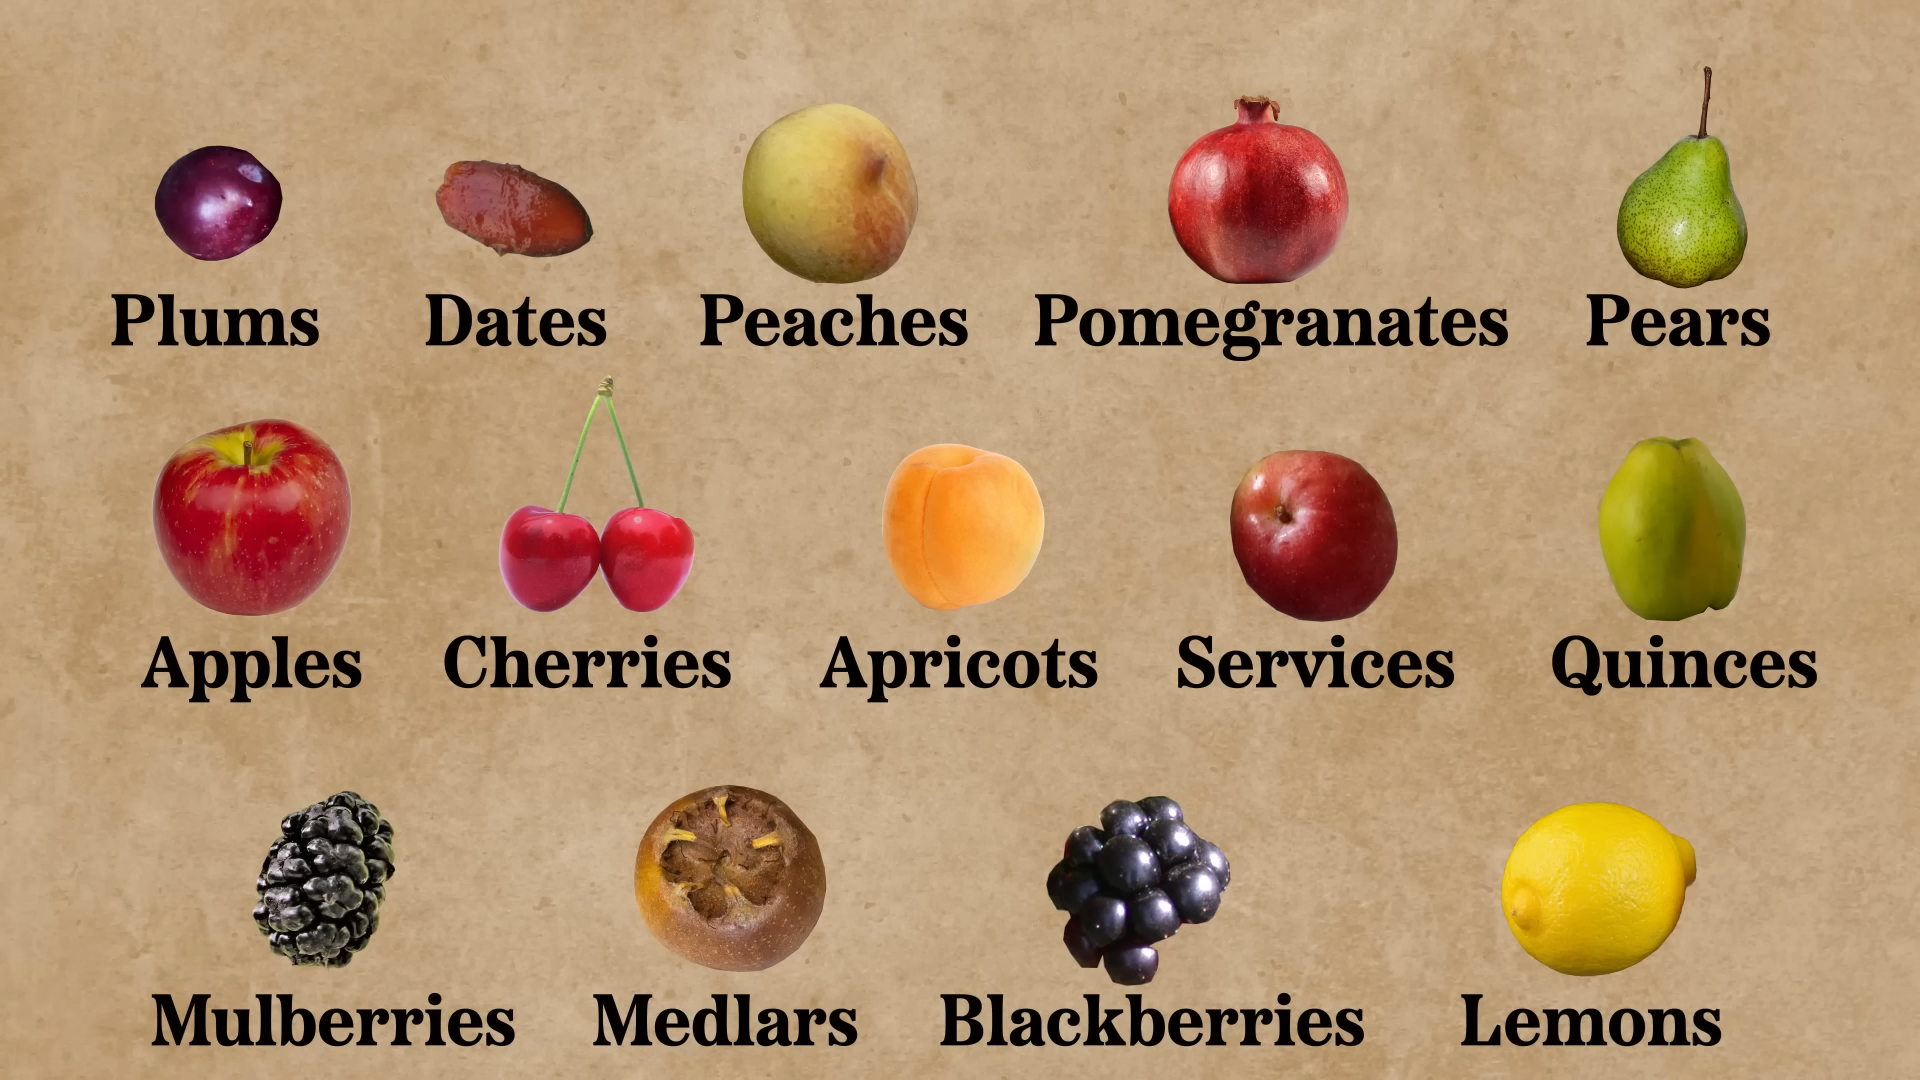 Plums Dates Peaches Pomegranates Pears
Apples Cherries Apricots Services Quinces
Mulberries Medlars Blackberries Lemons